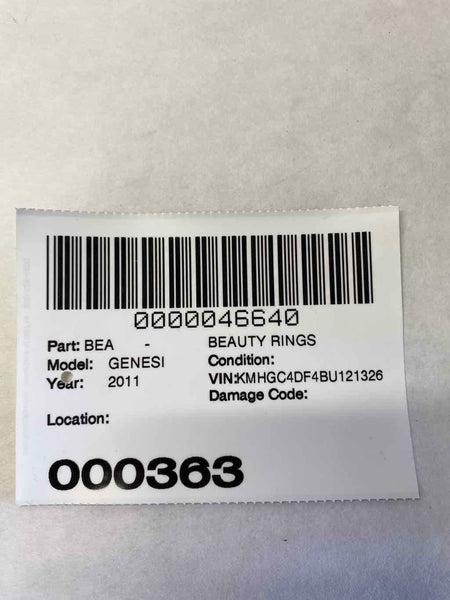 0000046640
Part: BEA - BEAUTY RINGS
Model: GENESI Condition:
Year: 2011 VIN:KMHGC4DF4BU121326
Damage Code:
Location:
000363